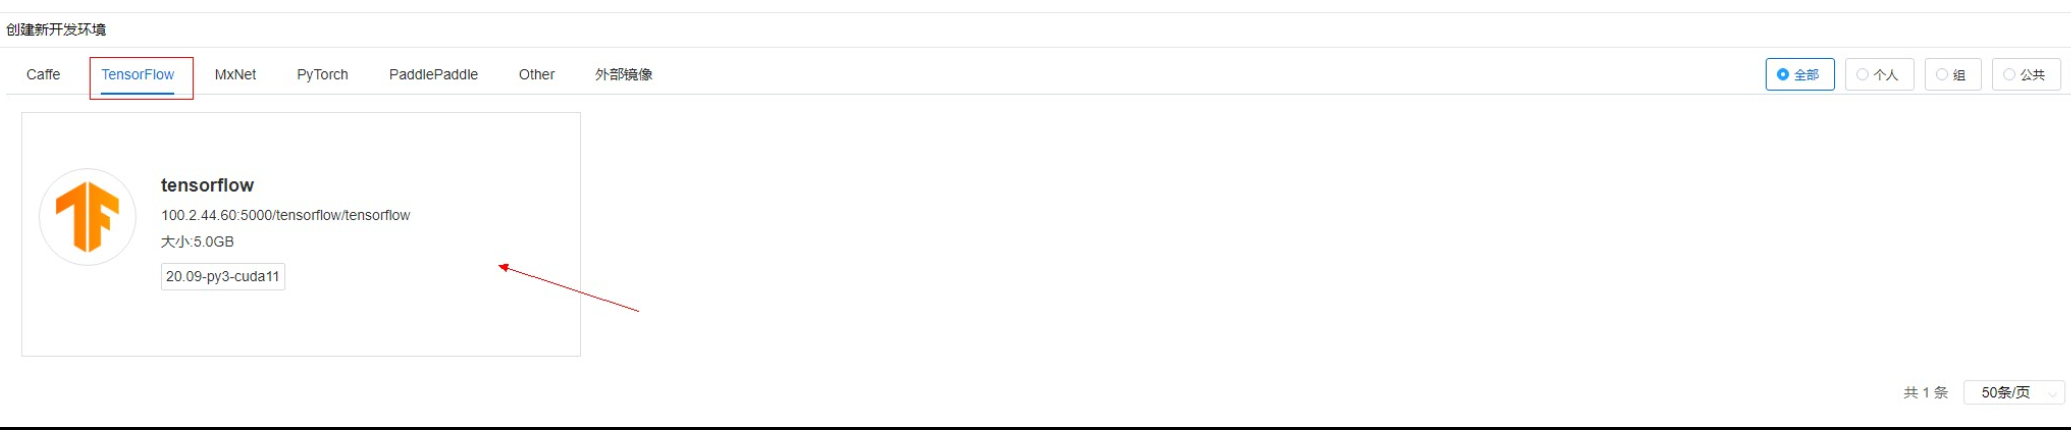 创建新开发环境
Caffe TensorFlow MxNet PyTorch PaddlePaddle Other 外部镜像 全部 个人 组 公共
tensorflow
100.2.44.60:5000/tensorflow/tensorflow
大小:5.0GB
20.09-py3-cuda11
共 1 条 50条/页